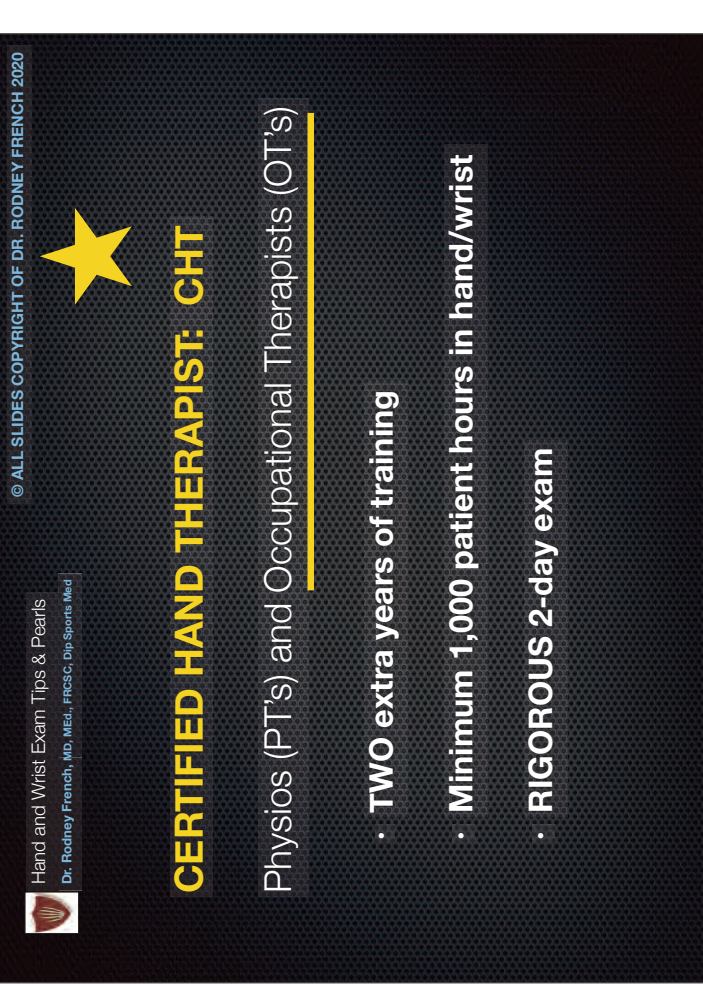 Hand and Wrist Exam Tips & Pearls
© ALL SLIDES COPYRIGHT OF DR. RODNEY FRENCH 2020
Dr. Rodney French, MD, MEd., FRCSC, Dip Sports Med
CERTIFIED HAND THERAPIST: CHT
Physios (PT's) and Occupational Therapists (OT's)
· TWO extra years of training
· Minimum 1,000 patient hours in hand/wrist
· RIGOROUS 2-day exam